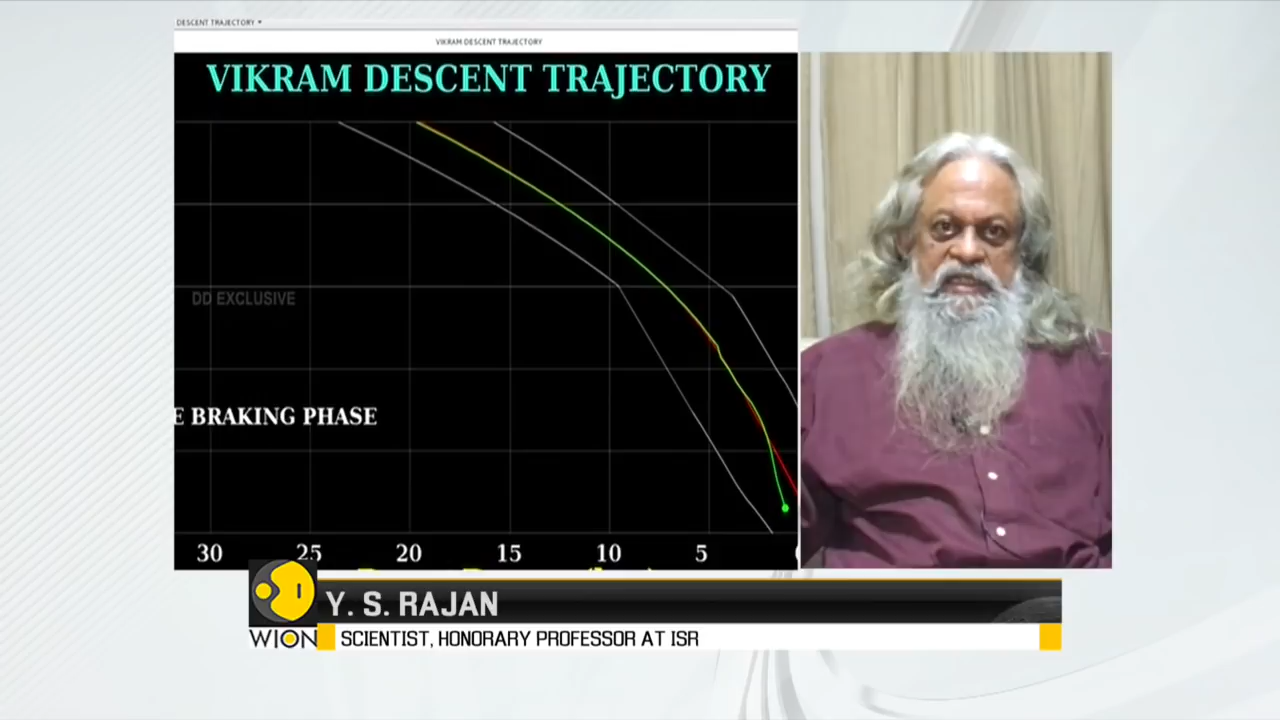 DESCENT TRAJECTORY
VIKRAM DESCENT TRAJECTORY
VIKRAM DESCENT TRAJECTORY
DD EXCLUSIVE
E BRAKING PHASE
30 25 20 15 10 5
Y. S. RAJAN
WION
SCIENTIST, HONORARY PROFESSOR AT ISR